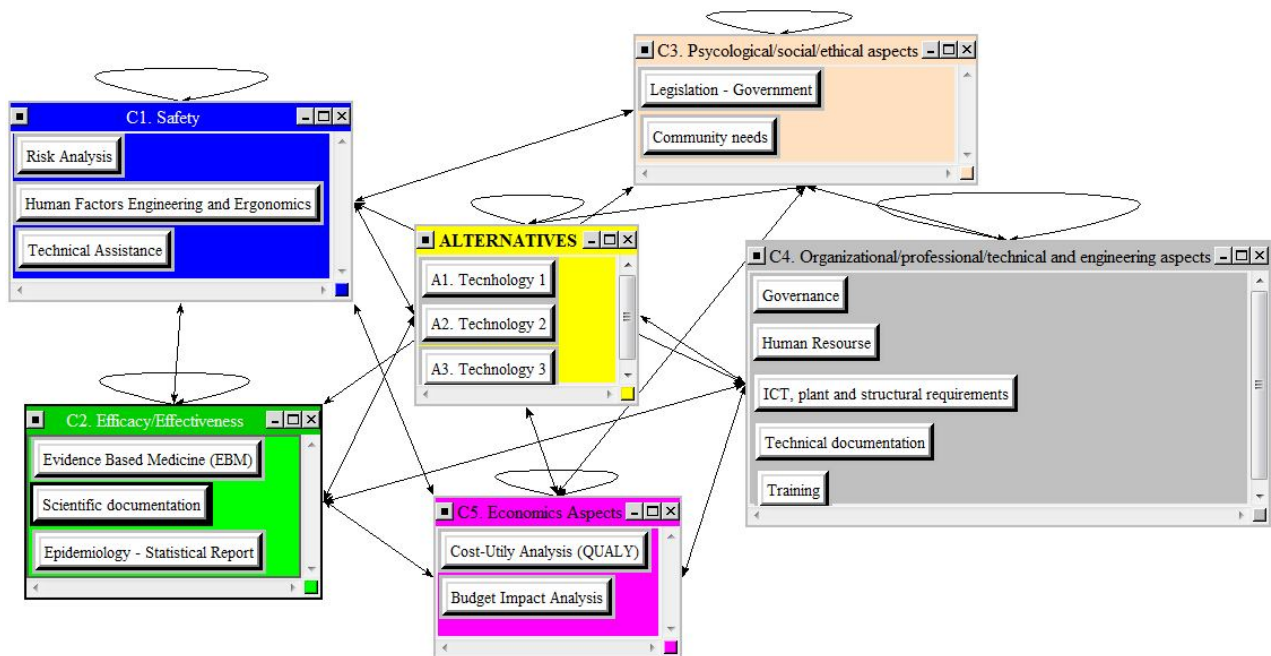 C3. Psycological/social/ethical aspects
Legislation - Government
Community needs
C1. Safety
Risk Analysis
Human Factors Engineering and Ergonomics
Technical Assistance
ALTERNATIVES
A1. Tecnhology 1
A2. Technology 2
A3. Technology 3
C4. Organizational/professional/technical and engineering aspects
Governance
Human Resourse
ICT, plant and structural requirements
Technical documentation
Training
C2. Efficacy/Effectiveness
Evidence Based Medicine (EBM)
Scientific documentation
Epidemiology - Statistical Report
C5. Economics Aspects
Cost-Utily Analysis (QUALY)
Budget Impact Analysis